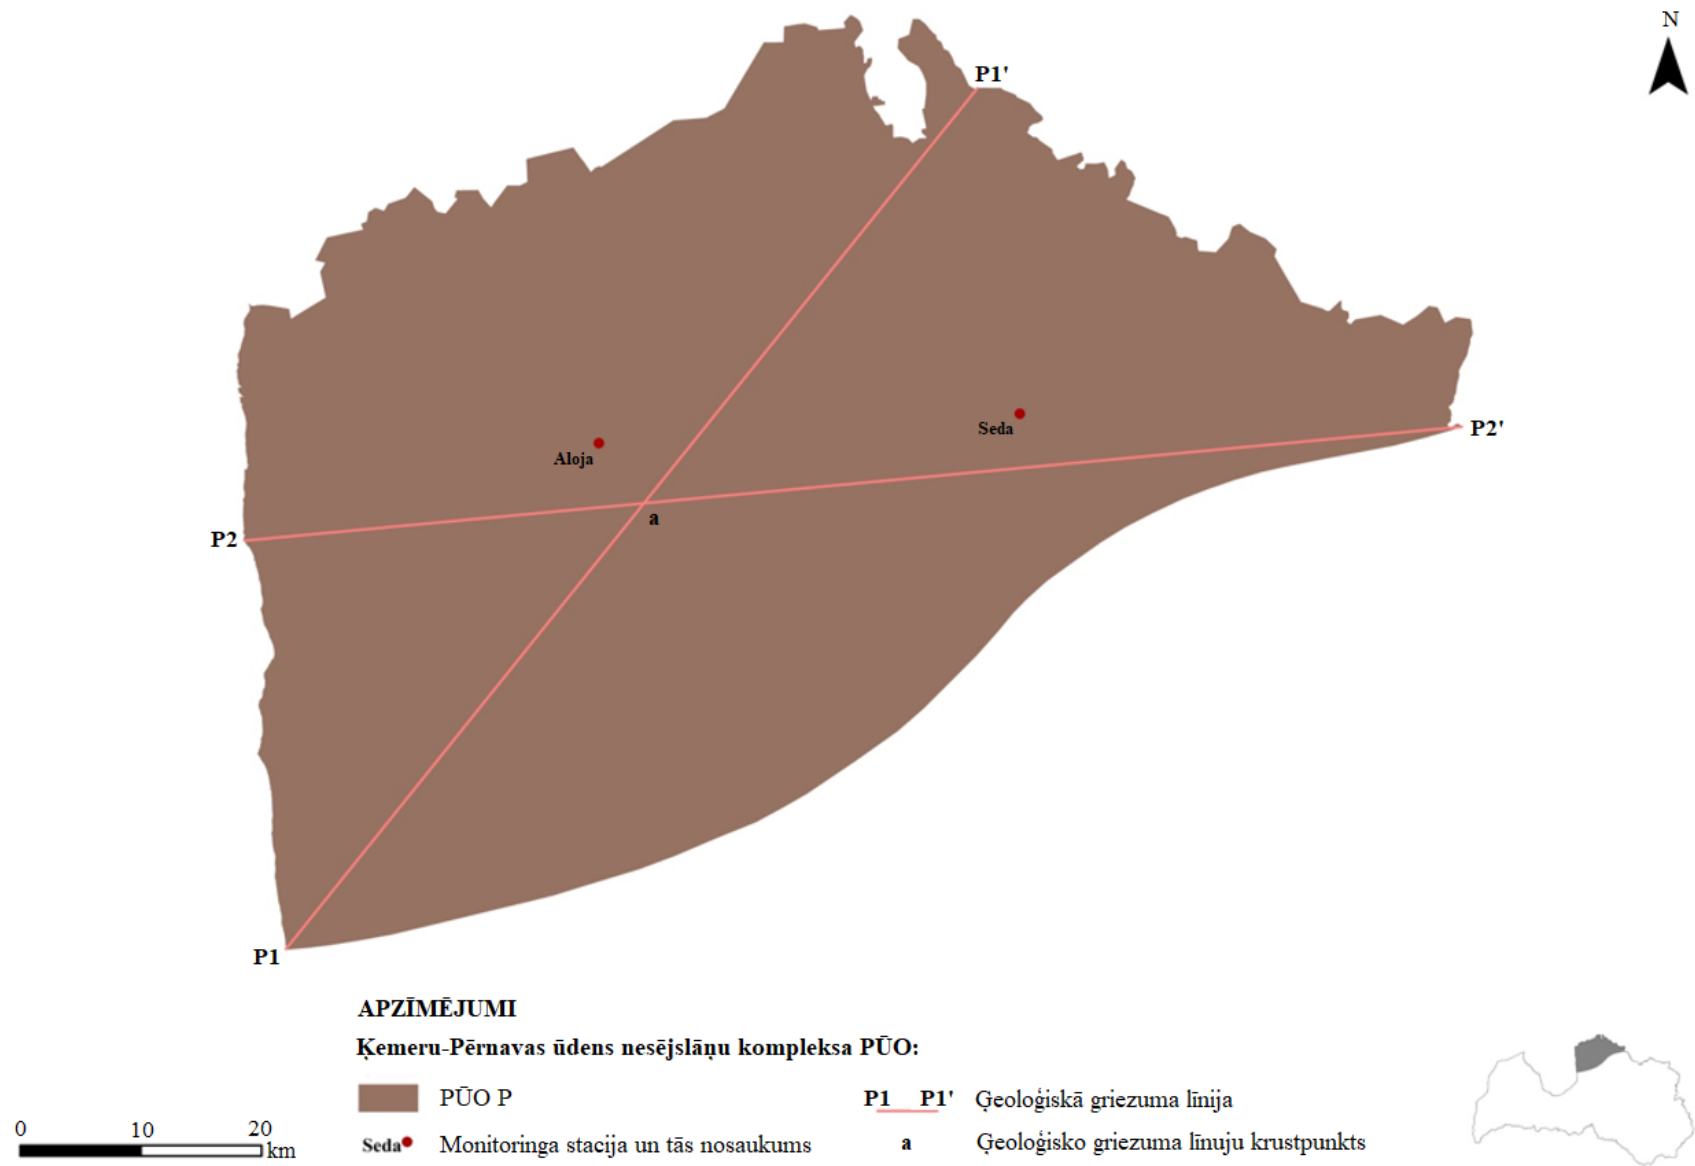 N
P1'
Seda
P2'
Aloja
a
P2
P1
APZĪMĒJUMI
Ķemeru-Pērnavas ūdens nesējslāņu kompleksa PŪO:
PŪO P
P1 P1' Ģeoloģiskā griezuma līnija
Seda Monitoringa stacija un tās nosaukums
a Ģeoloģisko griezuma līnuju krustpunkts
0 10 20
km